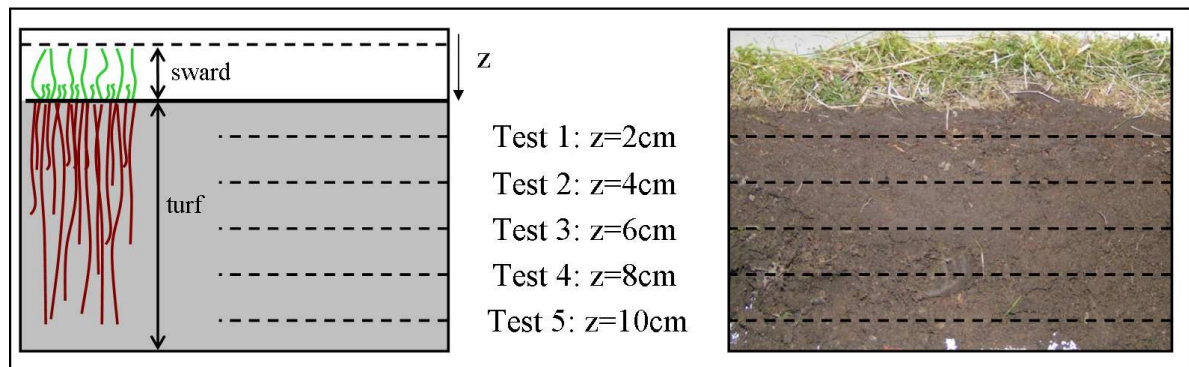 sward
turf
z
Test 1: z=2cm
Test 2: z=4cm
Test 3: z=6cm
Test 4: z=8cm
Test 5: z=10cm